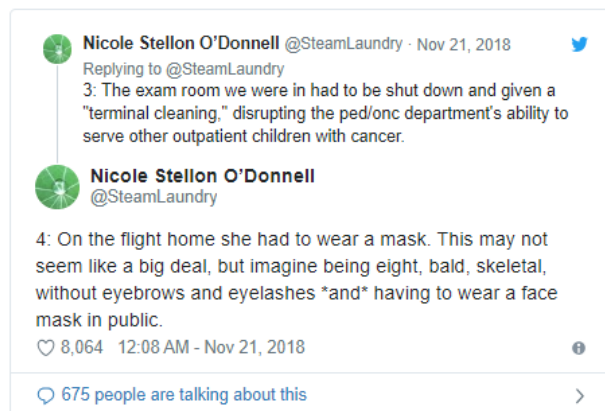 Nicole Stellon O'Donnell @SteamLaundry · Nov 21, 2018
Replying to @SteamLaundry
3: The exam room we were in had to be shut down and given a
"terminal cleaning," disrupting the ped/onc department's ability to
serve other outpatient children with cancer.
Nicole Stellon O'Donnell
@SteamLaundry
4: On the flight home she had to wear a mask. This may not
seem like a big deal, but imagine being eight, bald, skeletal,
without eyebrows and eyelashes *and* having to wear a face
mask in public.
8,064 12:08 AM - Nov 21, 2018
675 people are talking about this